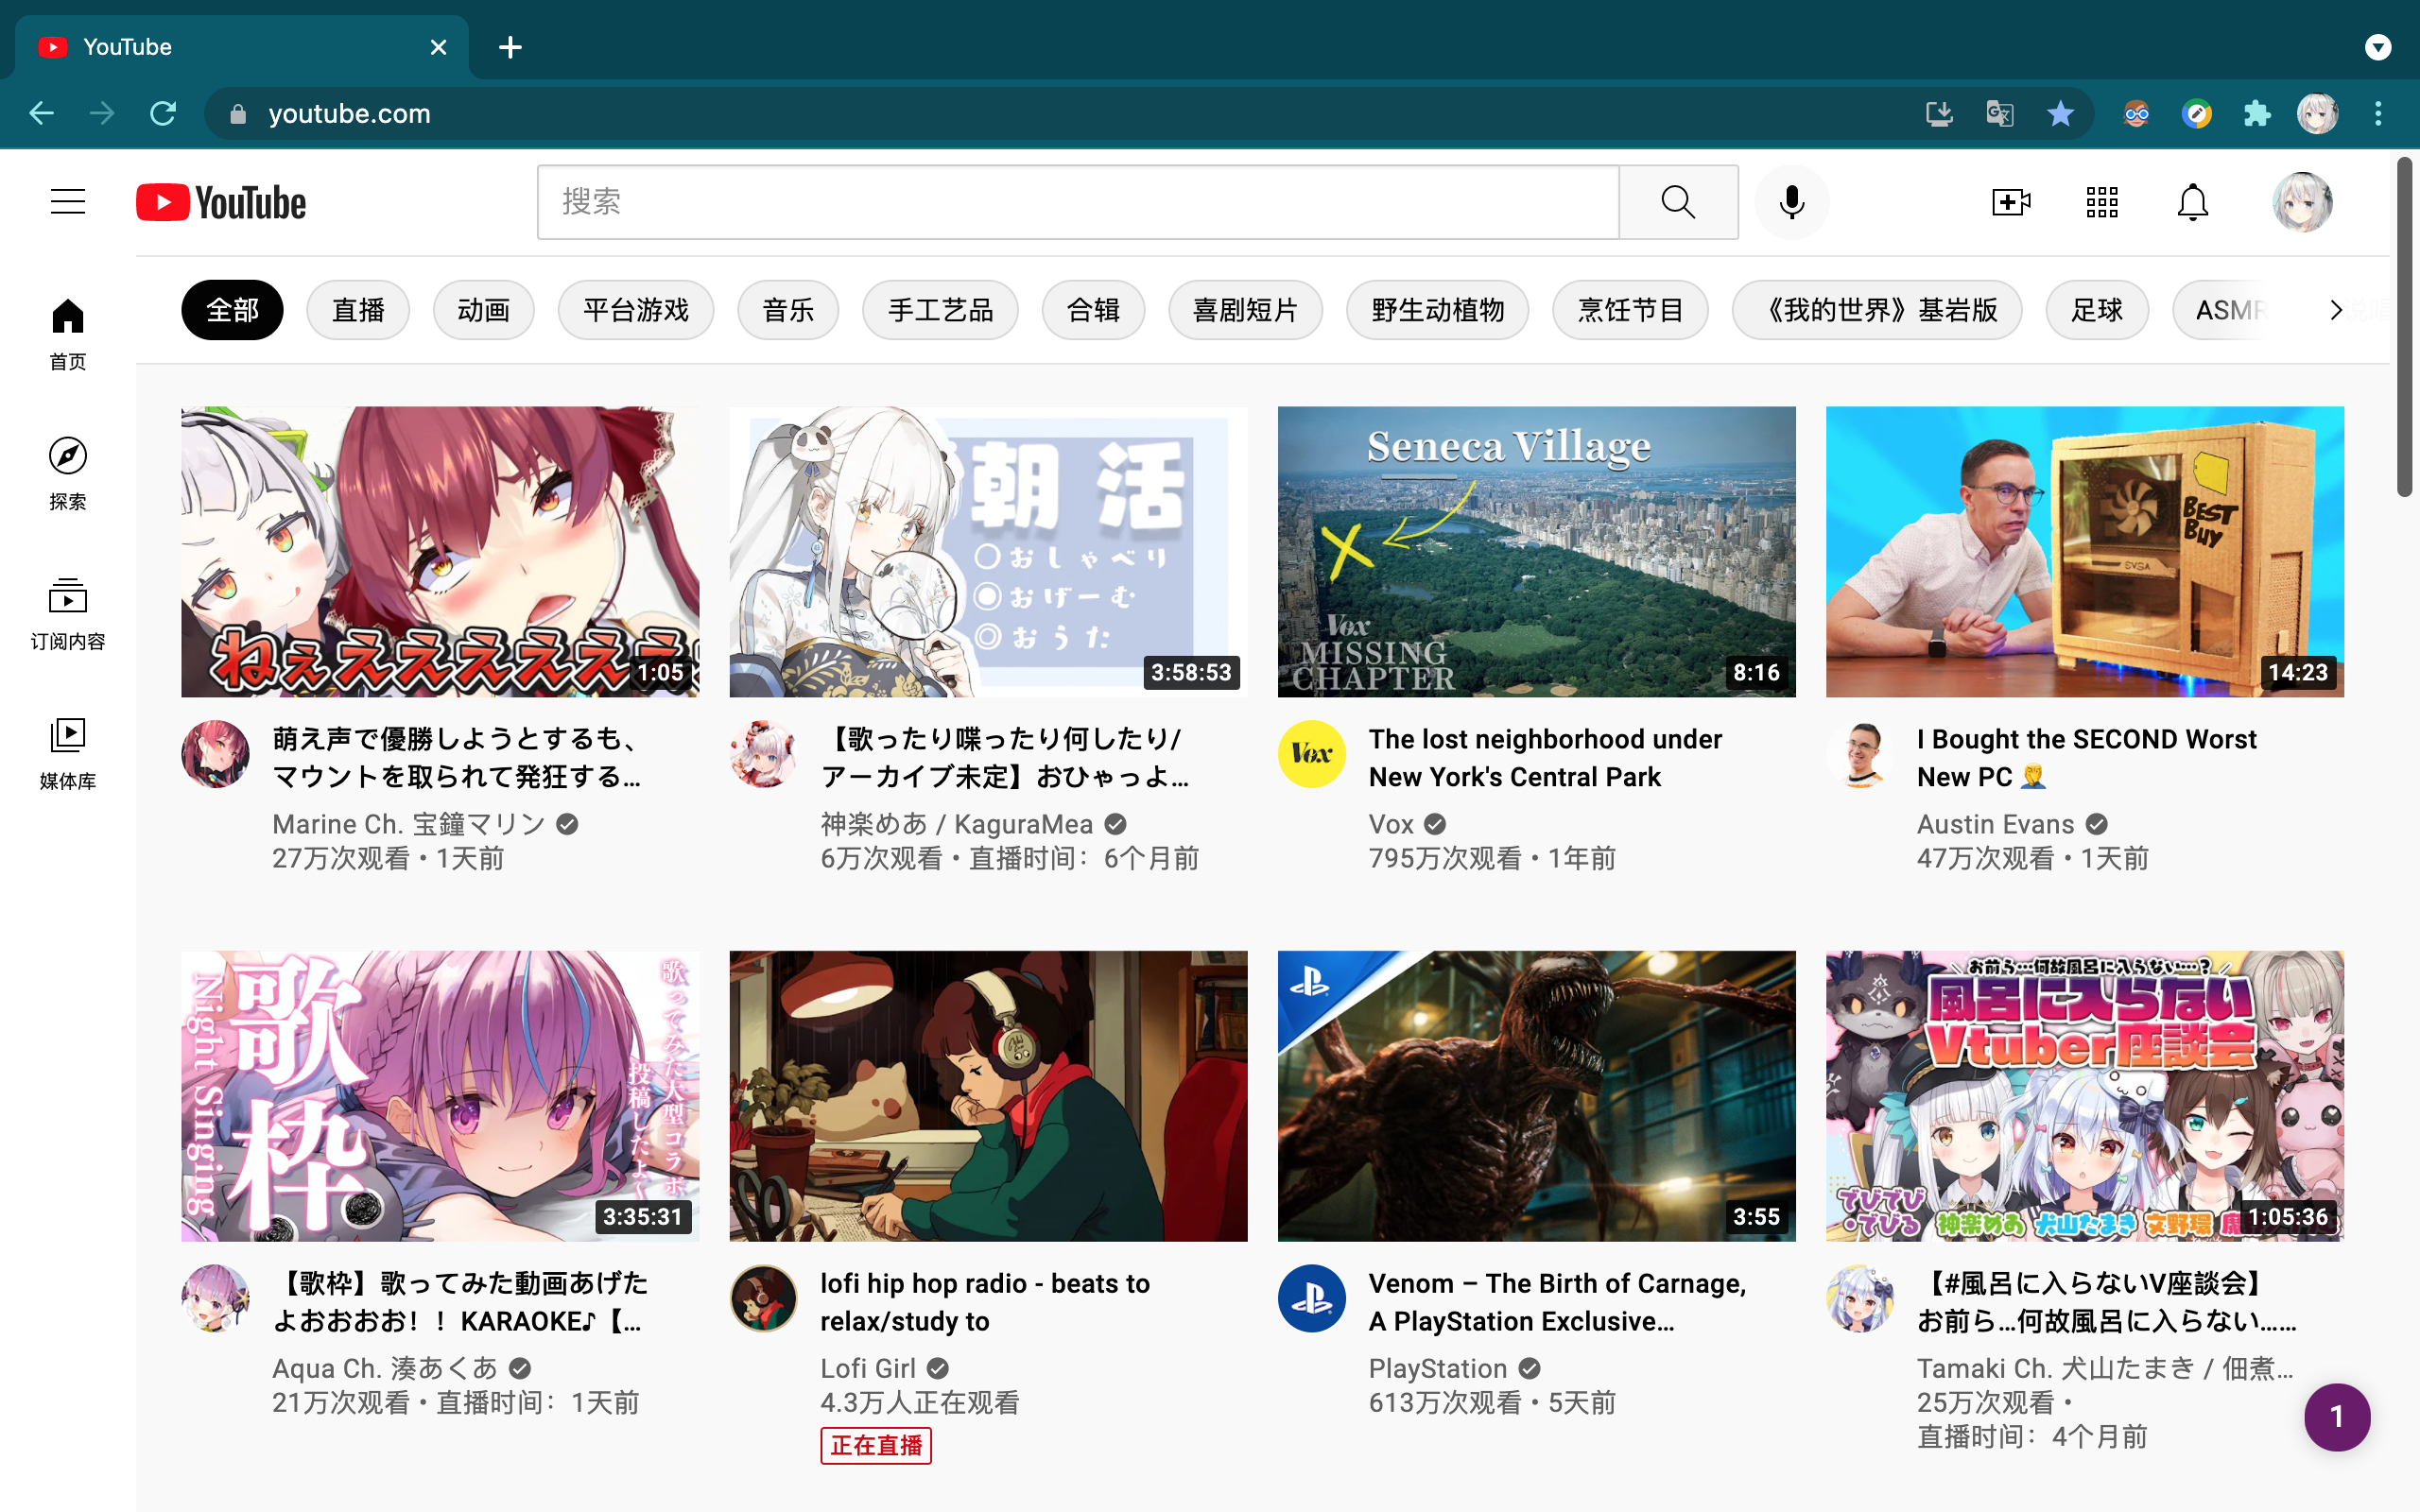 YouTube
youtube.com
YouTube
搜索
全部
直播
动画
平台游戏
音乐
手工艺品
合辑
喜剧短片
野生动植物
烹饪节目
《我的世界》基岩版
足球
ASMR
首页
探索
订阅内容
媒体库
ねぇえええええええ
1:05
萌え声で優勝しようとするも、
マウントを取られて発狂する...
Marine Ch. 宝鐘マリン
27万次观看 • 1天前
朝活
〇おしゃべり
◎おげーむ
◎おうた
3:58:53
【歌ったり喋ったり何したり/
アーカイブ未定】おひゃっよ...
神楽めあ / KaguraMea
6万次观看 • 直播时间：6个月前
Seneca Village
Vox
MISSING
CHAPTER
8:16
Vox
The lost neighborhood under
New York's Central Park
Vox
795万次观看 • 1年前
BEST
BUY
EVGA
14:23
I Bought the SECOND Worst
New PC 🤦
Austin Evans
47万次观看 • 1天前
歌枠
Night Singing
歌ってみた大型コラボ
投稿したよ～
3:35:31
【歌枠】歌ってみた動画あげた
よおおおお！！KARAOKE♪【...
Aqua Ch. 湊あくあ
21万次观看 • 直播时间：1天前
lofi hip hop radio - beats to
relax/study to
Lofi Girl
4.3万人正在观看
正在直播
3:55
Venom – The Birth of Carnage,
A PlayStation Exclusive...
PlayStation
613万次观看 • 5天前
お前ら…何故風呂に入らない…?
風呂に入らない
Vtuber座談会
でびでび・でびる
神楽めあ
犬山たまき
文野環
1:05:36
【#風呂に入らないV座談会】
お前ら...何故風呂に入らない......
Tamaki Ch. 犬山たまき / 佃煮...
25万次观看 •
直播时间：4个月前
1